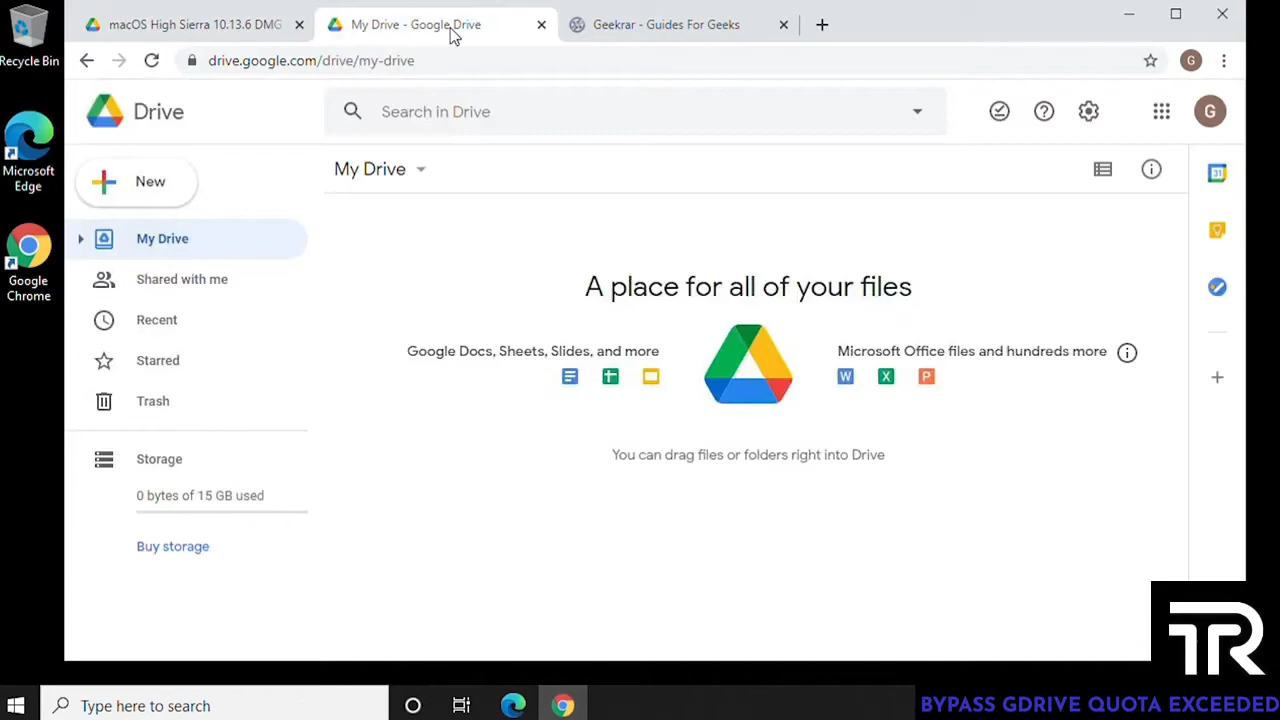 Recycle Bin
Microsoft
Edge
Google
Chrome
macOS High Sierra 10.13.6 DMG
My Drive - Google Drive
Geekrar - Guides For Geeks
drive.google.com/drive/my-drive
G
Drive
Search in Drive
G
New
My Drive
31
My Drive
Shared with me
Recent
Starred
Trash
Storage
0 bytes of 15 GB used
Buy storage
A place for all of your files
Google Docs, Sheets, Slides, and more
Microsoft Office files and hundreds more
W X P
You can drag files or folders right into Drive
TR
Type here to search
BYPASS GDRIVE QUOTA EXCEEDED